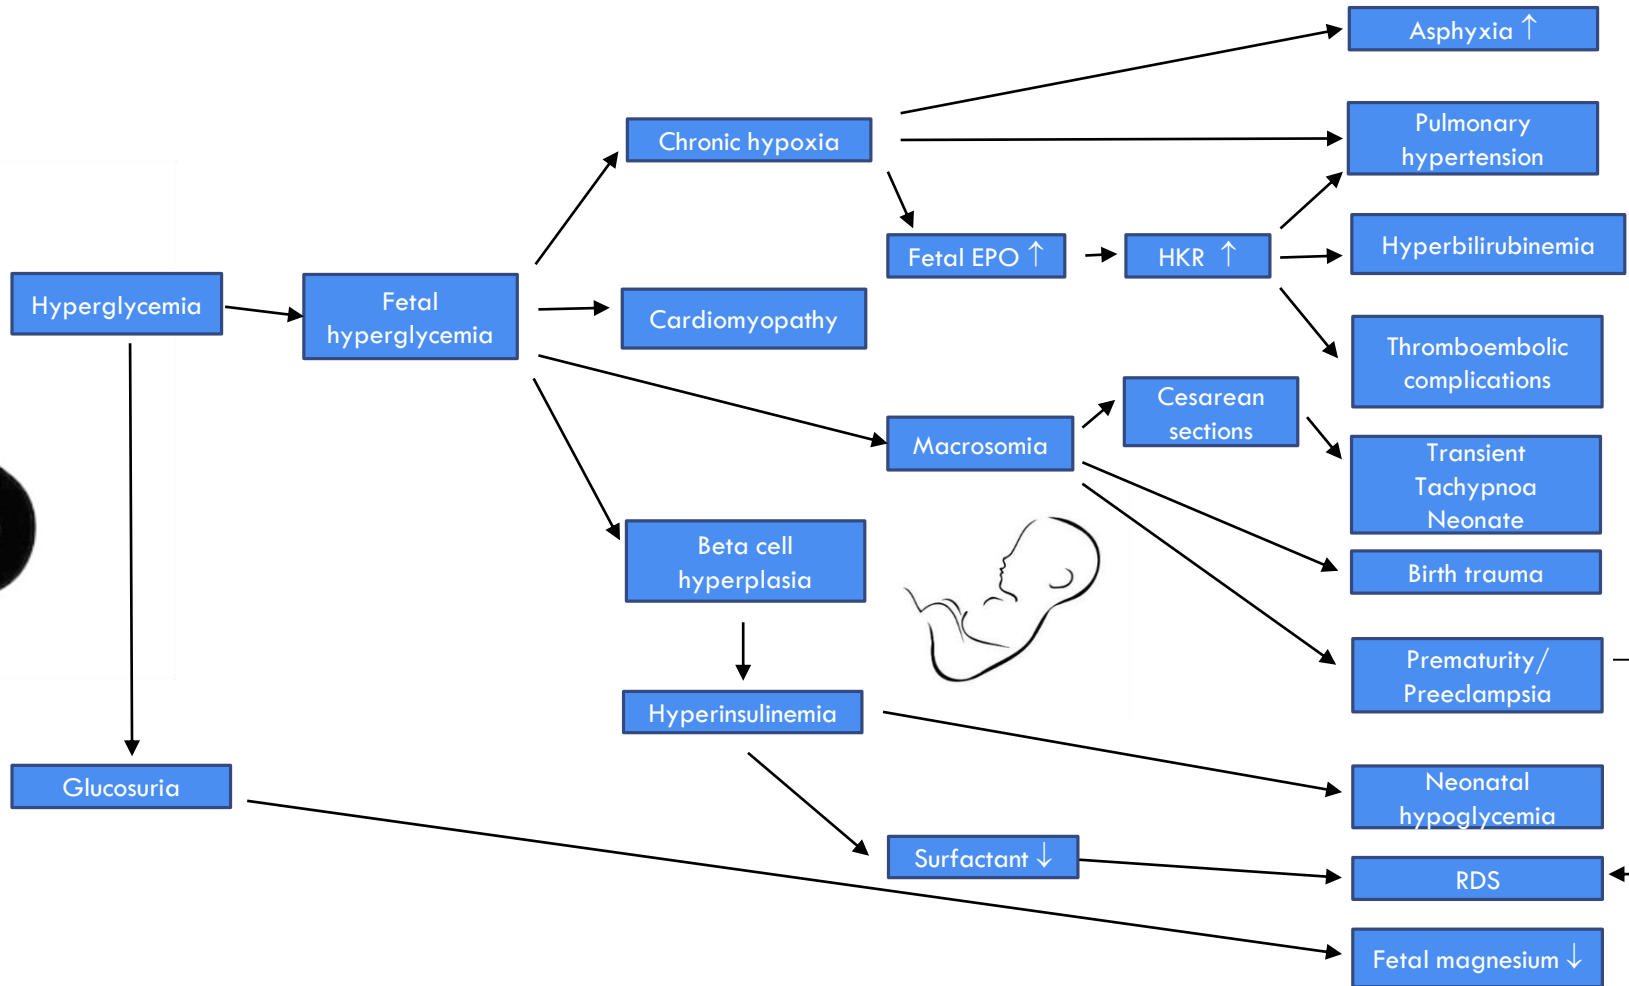 Asphyxia ↑
Chronic hypoxia
Pulmonary
hypertension
Fetal EPO ↑
HKR ↑
Hyperbilirubinemia
Hyperglycemia
Fetal
hyperglycemia
Cardiomyopathy
Thromboembolic
complications
Cesarean
sections
Macrosomia
Transient
Tachypnoa
Neonate
Beta cell
hyperplasia
Birth trauma
Prematurity/
Preeclampsia
Hyperinsulinemia
Glucosuria
Neonatal
hypoglycemia
Surfactant ↓
RDS
Fetal magnesium ↓